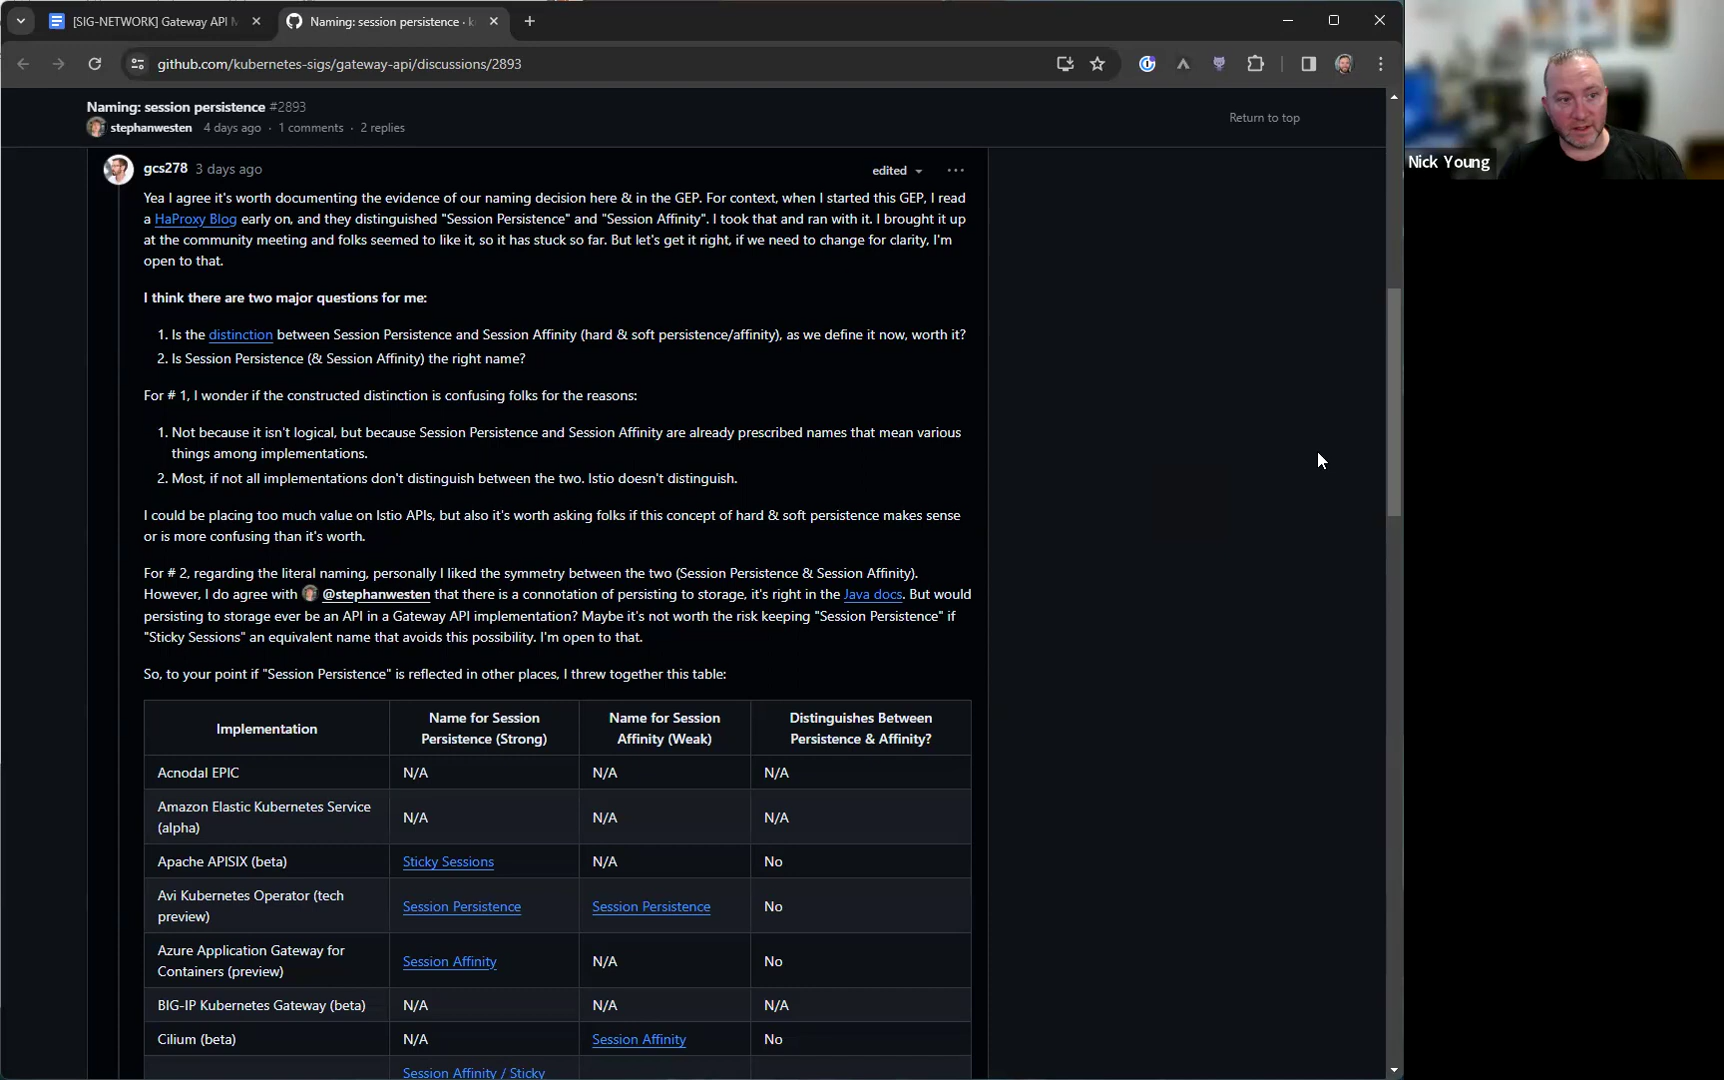 [SIG-NETWORK] Gateway API M
Naming: session persistence · k
github.com/kubernetes-sigs/gateway-api/discussions/2893
Naming: session persistence #2893
stephanwesten 4 days ago · 1 comments · 2 replies
Return to top
Nick Young
gcs278 3 days ago
edited
Yea I agree it's worth documenting the evidence of our naming decision here & in the GEP. For context, when I started this GEP, I read
a HaProxy Blog early on, and they distinguished "Session Persistence" and "Session Affinity". I took that and ran with it. I brought it up
at the community meeting and folks seemed to like it, so it has stuck so far. But let's get it right, if we need to change for clarity, I'm
open to that.
I think there are two major questions for me:
1. Is the distinction between Session Persistence and Session Affinity (hard & soft persistence/affinity), as we define it now, worth it?
2. Is Session Persistence (& Session Affinity) the right name?
For # 1, I wonder if the constructed distinction is confusing folks for the reasons:
1. Not because it isn't logical, but because Session Persistence and Session Affinity are already prescribed names that mean various
things among implementations.
2. Most, if not all implementations don't distinguish between the two. Istio doesn't distinguish.
I could be placing too much value on Istio APIs, but also it's worth asking folks if this concept of hard & soft persistence makes sense
or is more confusing than it's worth.
For # 2, regarding the literal naming, personally I liked the symmetry between the two (Session Persistence & Session Affinity).
However, I do agree with @stephanwesten that there is a connotation of persisting to storage, it's right in the Java docs. But would
persisting to storage ever be an API in a Gateway API implementation? Maybe it's not worth the risk keeping "Session Persistence" if
"Sticky Sessions" an equivalent name that avoids this possibility. I'm open to that.
So, to your point if "Session Persistence" is reflected in other places, I threw together this table:
Implementation
Name for Session
Persistence (Strong)
Name for Session
Affinity (Weak)
Distinguishes Between
Persistence & Affinity?
Acnodal EPIC N/A N/A N/A
Amazon Elastic Kubernetes Service
(alpha)
N/A N/A N/A
Apache APISIX (beta) Sticky Sessions N/A No
Avi Kubernetes Operator (tech
preview)
Session Persistence Session Persistence No
Azure Application Gateway for
Containers (preview)
Session Affinity N/A No
BIG-IP Kubernetes Gateway (beta) N/A N/A N/A
Cilium (beta) N/A Session Affinity No
Session Affinity / Sticky